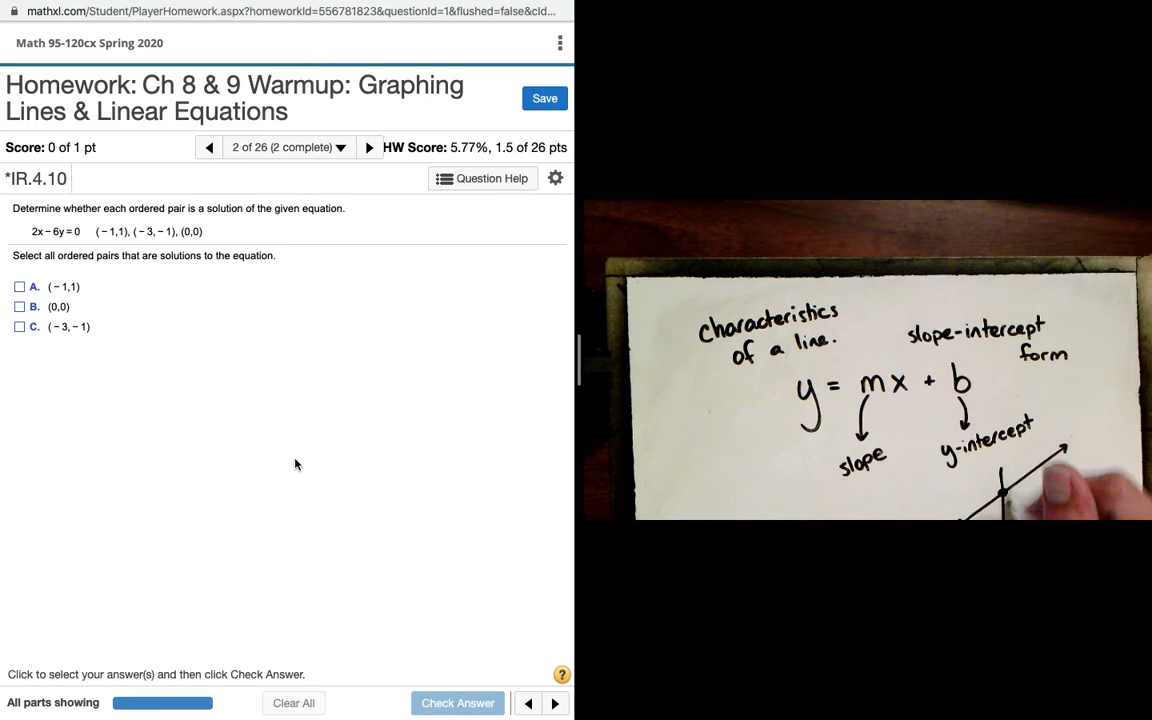 mathxl.com/Student/PlayerHomework.aspx?homeworkId=556781823&questionId=1&flushed=false&cId...
Math 95-120cx Spring 2020
Homework: Ch 8 & 9 Warmup: Graphing
Lines & Linear Equations
Save
Score: 0 of 1 pt
2 of 26 (2 complete)
HW Score: 5.77%, 1.5 of 26 pts
*IR.4.10
Question Help
Determine whether each ordered pair is a solution of the given equation.
2x − 6y = 0 (−1,1), (−3,−1), (0,0)
Select all ordered pairs that are solutions to the equation.
A. (−1,1)
B. (0,0)
C. (−3,−1)
Click to select your answer(s) and then click Check Answer.
?
All parts showing
Clear All
Check Answer
characteristics
of a line.
slope-intercept
form
y = mx + b
slope
y-intercept